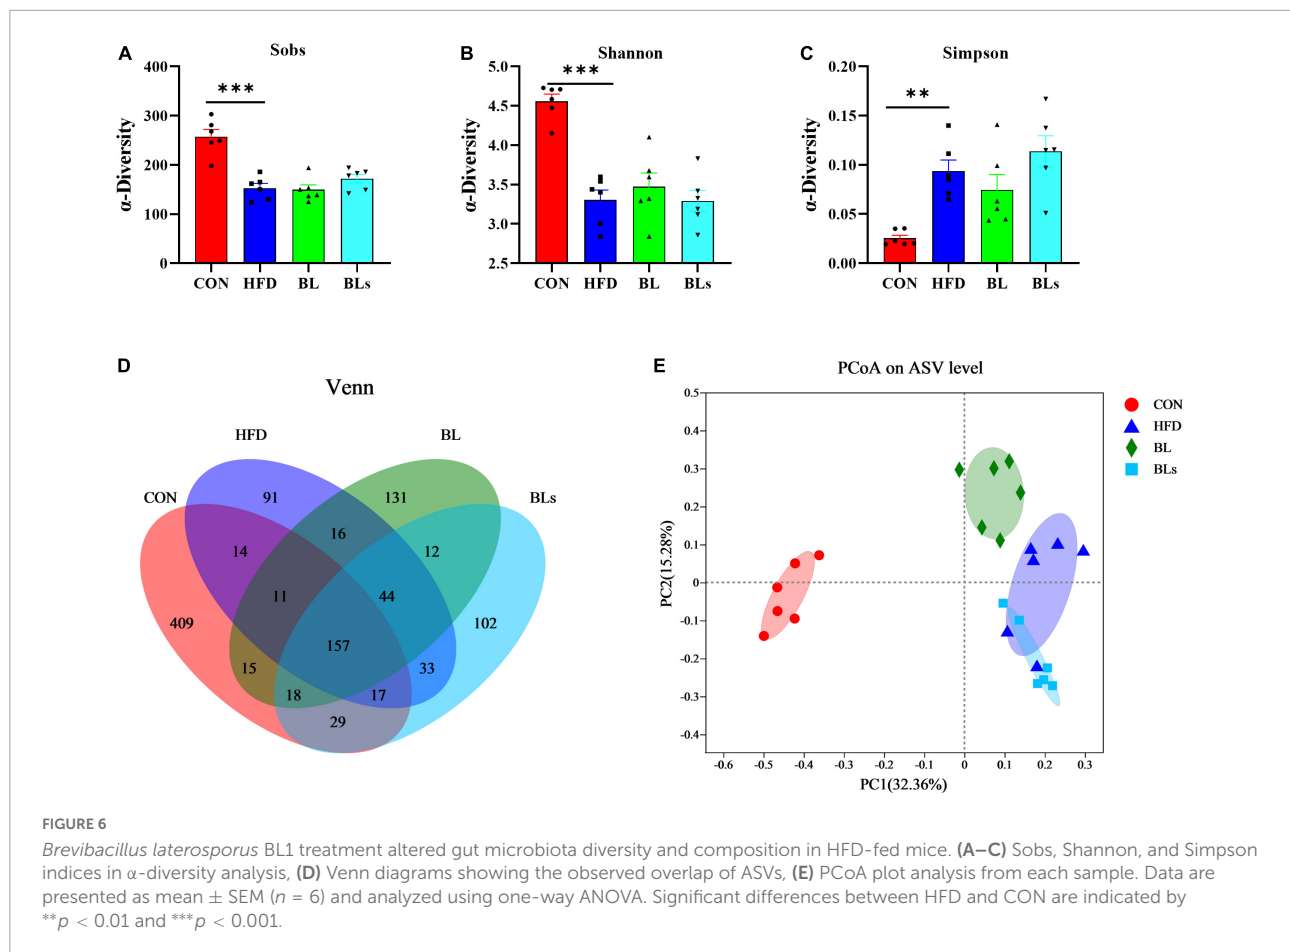 A
Sobs
α-Diversity
400
300
200
100
0
***
CON HFD BL BLs
B
Shannon
α-Diversity
5.0
4.5
4.0
3.5
3.0
2.5
***
CON HFD BL BLs
C
Simpson
α-Diversity
0.20
0.15
0.10
0.05
0.00
**
CON HFD BL BLs
D
Venn
HFD
BL
CON
BLs
91
131
16
14
12
11
44
409
102
157
15
33
18
17
29
E
PCoA on ASV level
PC2(15.28%)
0.5
0.4
0.3
0.2
0.1
0
-0.1
-0.2
-0.3
-0.4
-0.6 -0.5 -0.4 -0.3 -0.2 -0.1 0 0.1 0.2 0.3
PC1(32.36%)
CON
HFD
BL
BLs
FIGURE 6
Brevibacillus laterosporus BL1 treatment altered gut microbiota diversity and composition in HFD-fed mice. (A–C) Sobs, Shannon, and Simpson
indices in α-diversity analysis, (D) Venn diagrams showing the observed overlap of ASVs, (E) PCoA plot analysis from each sample. Data are
presented as mean ± SEM (n = 6) and analyzed using one-way ANOVA. Significant differences between HFD and CON are indicated by
**p < 0.01 and ***p < 0.001.